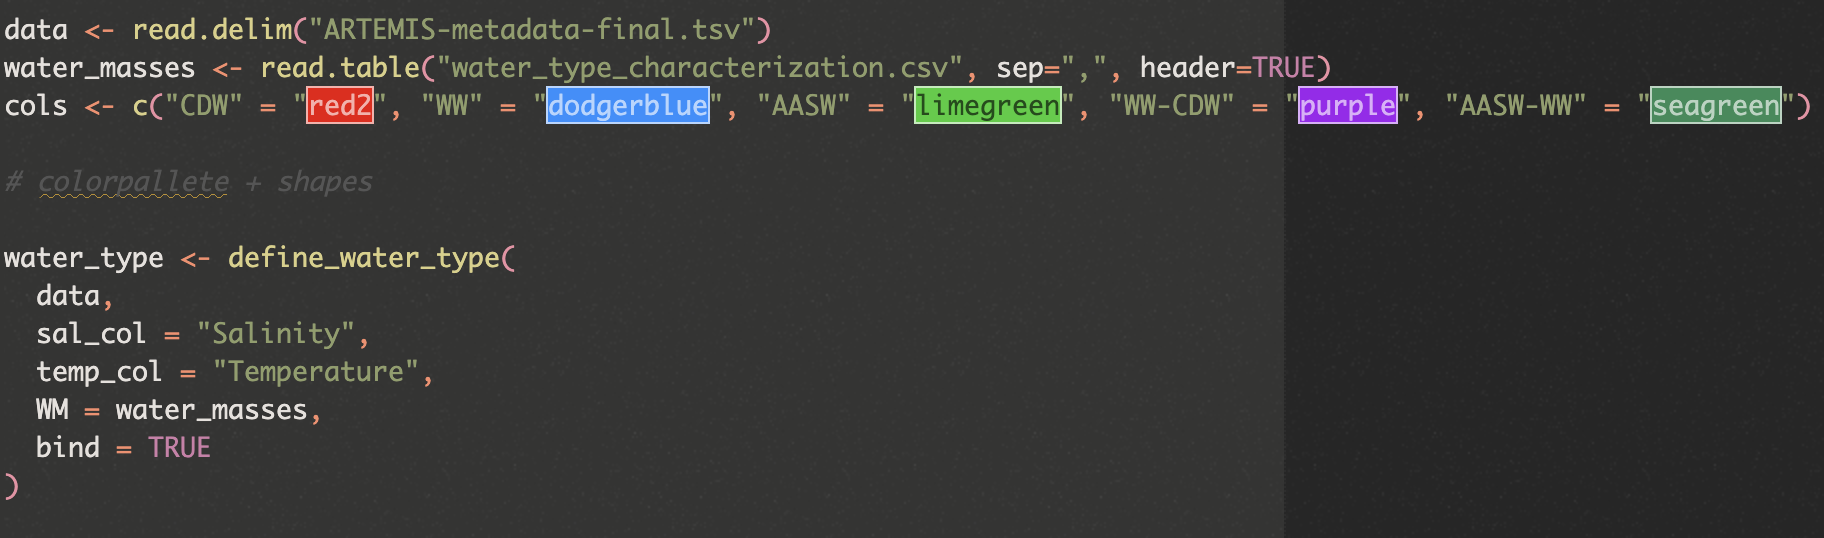 data <- read.delim("ARTEMIS-metadata-final.tsv")
water_masses <- read.table("water_type_characterization.csv", sep=",", header=TRUE)
cols <- c("CDW" = "red2", "WW" = "dodgerblue", "AASW" = "limegreen", "WW-CDW" = "purple", "AASW-WW" = "seagreen")
# colorpallete + shapes
water_type <- define_water_type(
  data,
  sal_col = "Salinity",
  temp_col = "Temperature",
  WM = water_masses,
  bind = TRUE
)